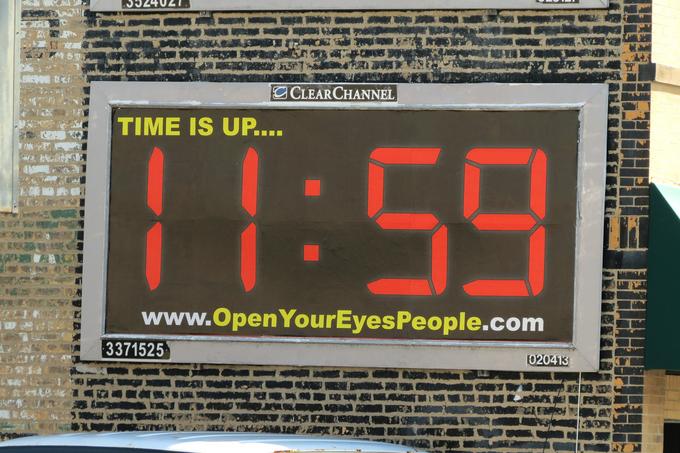 3524027
CLEARCHANNEL
TIME IS UP....
11:59
www.OpenYourEyesPeople.com
3371525
020413